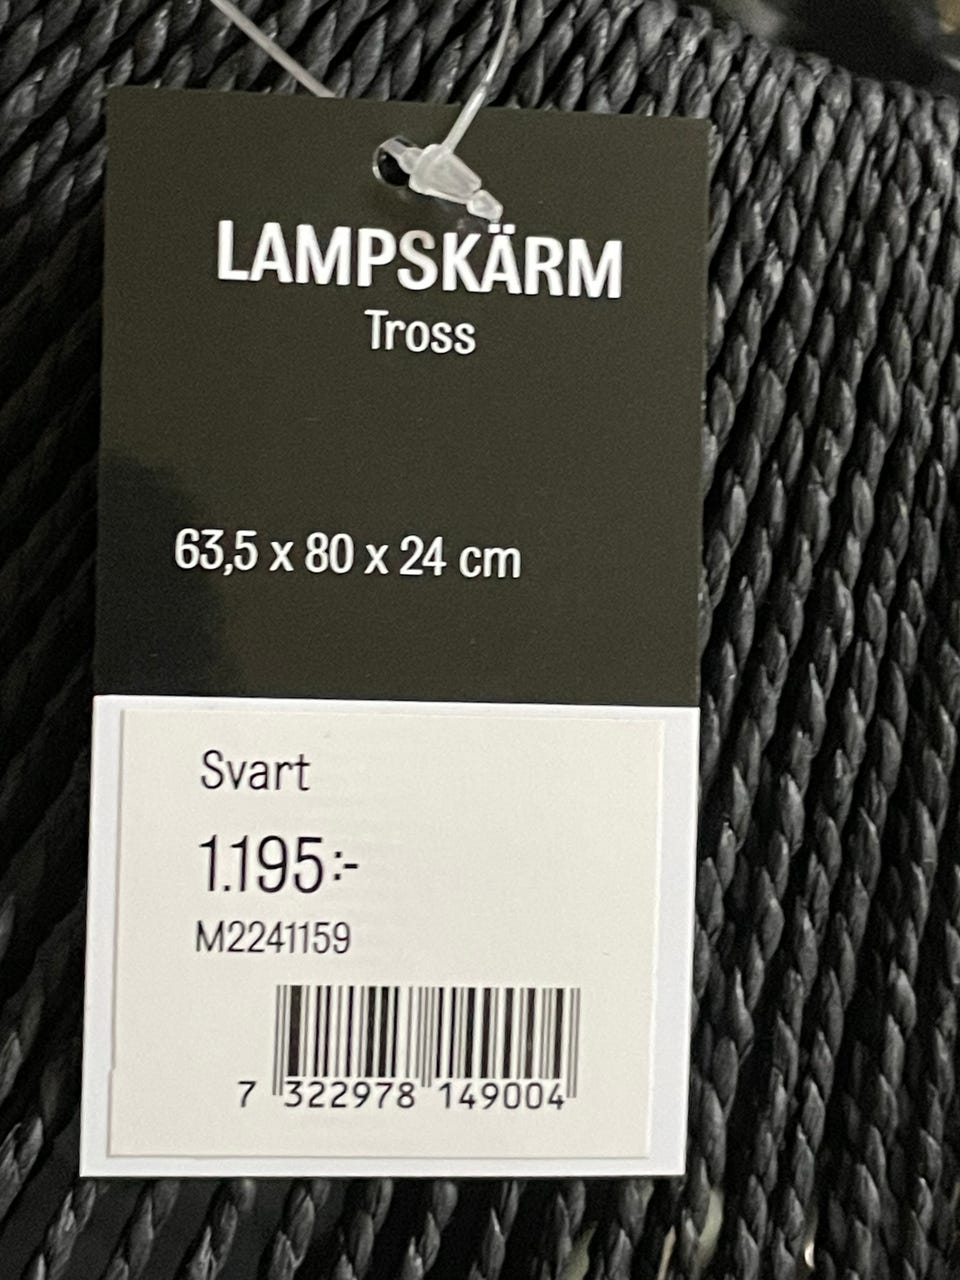 LAMPSKÄRM
Tross
63,5 x 80 x 24 cm
Svart
1.195:-
M2241159
7 322978 149004